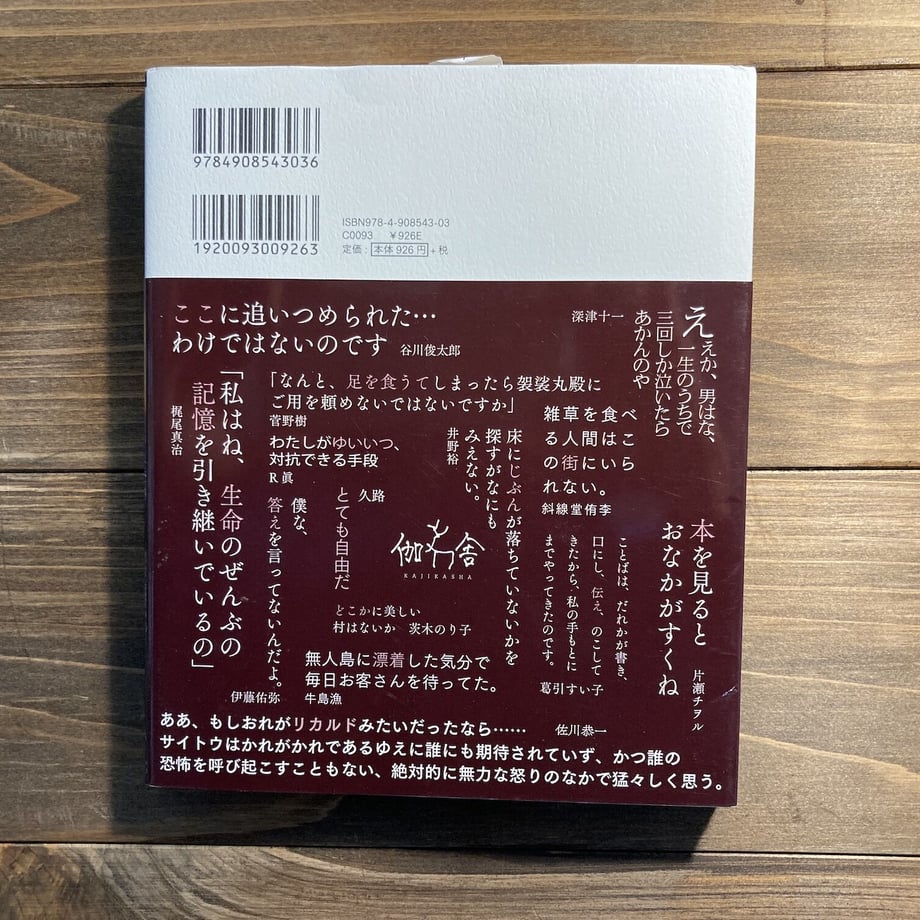 9784908543036
1920093009263
ISBN978-4-908543-03
C0093 ￥926E
定価:本体926円+税
ここに追いつめられた…
わけではないのです 谷川俊太郎
深津十一
ええか、男はな、
一生のうちで
三回しか泣いたら
あかんのや
「なんと、足を食うてしまったら袈裟丸殿に
ご用を頼めないではないですか」
菅野樹
「私はね、生命のぜんぶの
記憶を引き継いでいるの」
梶尾真治
わたしがゆいいつ、
対抗できる手段
R眞
床にじぶんが落ちていないかを
探すがなにも
みえない。
井野裕
雑草を食べ
る人間はこ
の街にいら
れない。
斜線堂侑李
久路
とても自由だ
僕な、
答えを言ってないんだよ。
伊藤佑弥
伽鹿舎
KAJIKASHA
ことばは、だれかが書き、
口にし、伝え、のこして
きたから、私の手もとに
までやってきたのです。
葛引すい子
本を見ると
おなかがすくね
片瀬チヲル
どこかに美しい
村はないか 茨木のり子
無人島に漂着した気分で
毎日お客さんを待ってた。
牛島漁
ああ、もしおれがリカルドみたいだったなら…… 佐川恭一
サイトウはかれがかれであるゆえに誰にも期待されていず、かつ誰の
恐怖を呼び起こすこともない、絶対的に無力な怒りのなかで猛々しく思う。